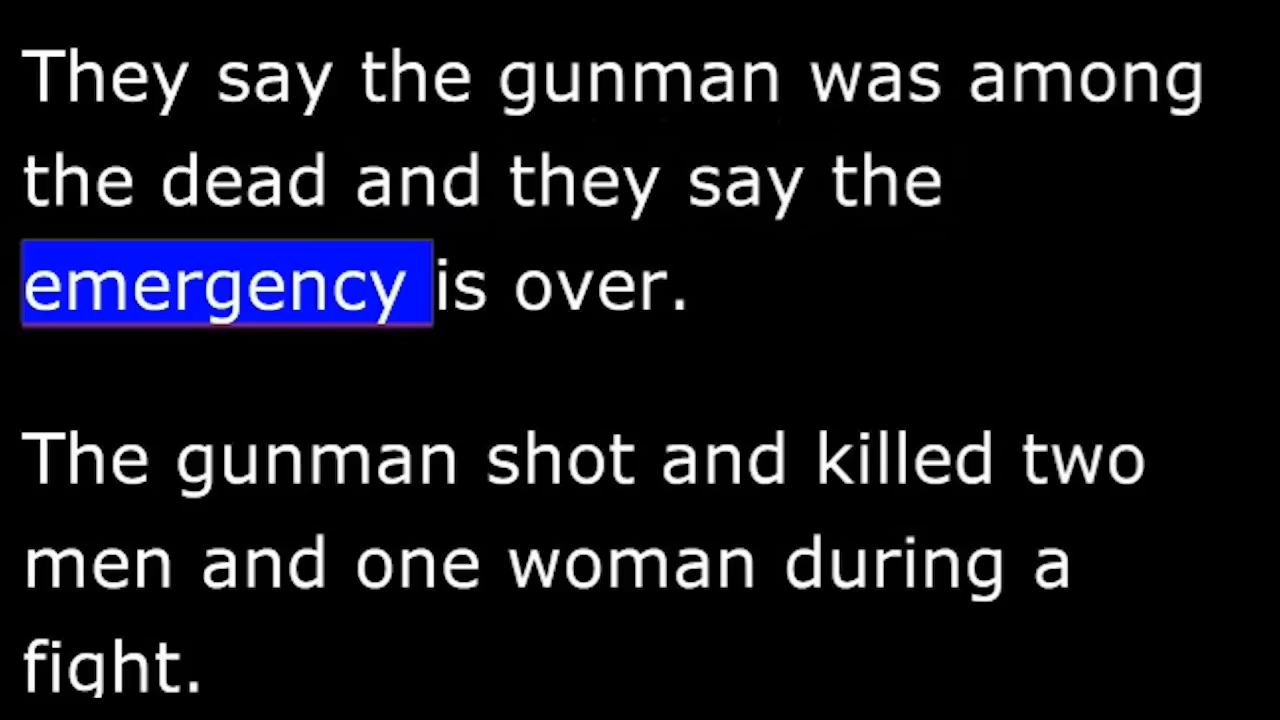 They say the gunman was among
the dead and they say the
emergency is over.
The gunman shot and killed two
men and one woman during a
fight.